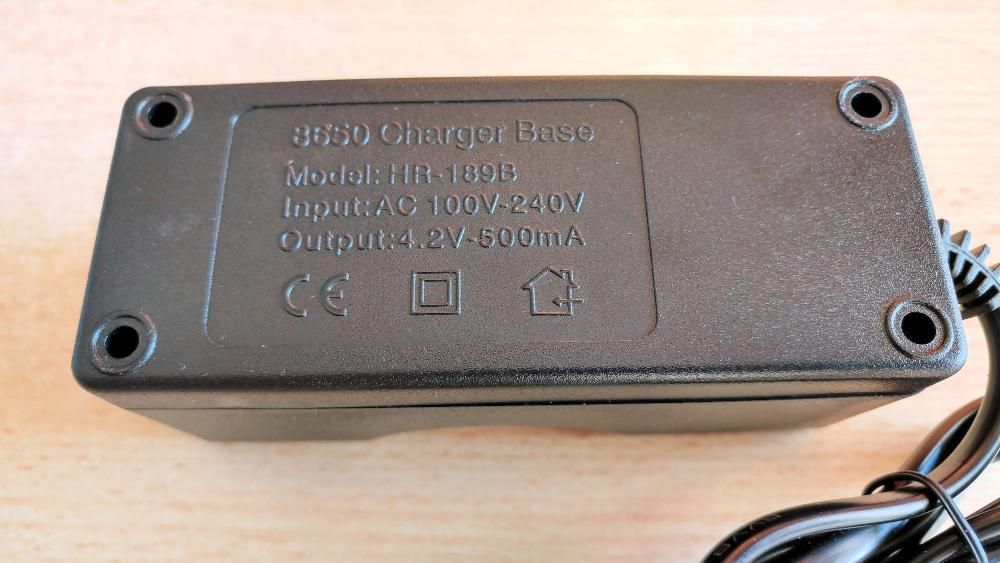 8650 Charger Base
Model: HR-189B
Input:AC 100V-240V
Output:4.2V-500mA
CE